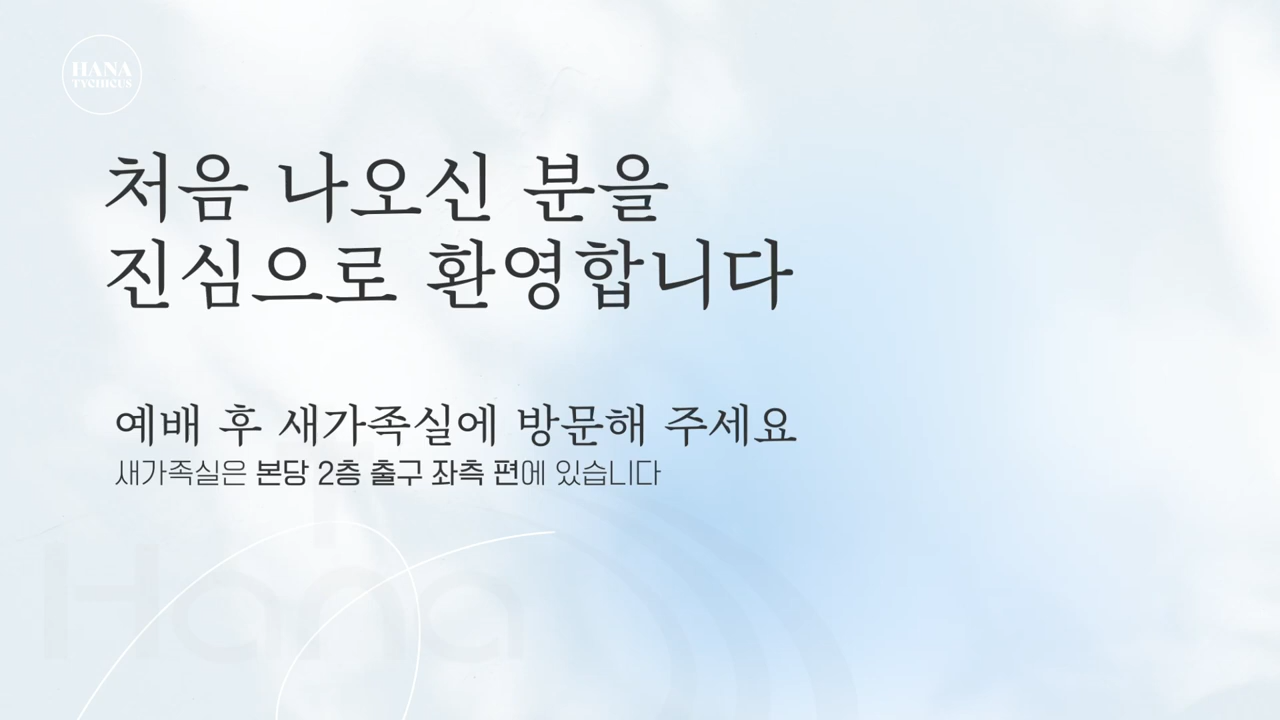 HANA
TYCHICUS
처음 나오신 분을
진심으로 환영합니다
예배 후 새가족실에 방문해 주세요
새가족실은 본당 2층 출구 좌측 편에 있습니다
Hana